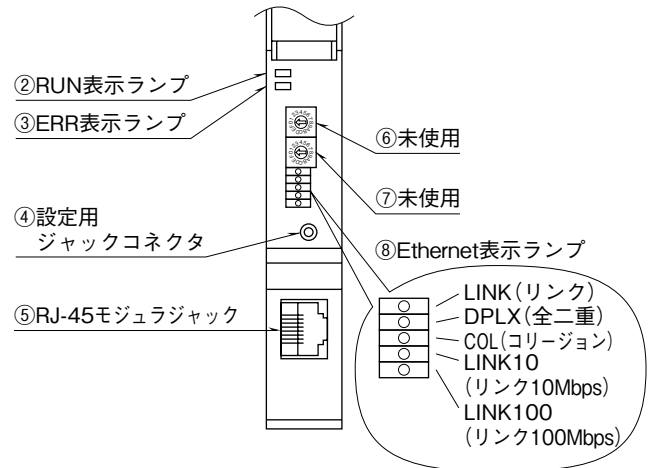 ②RUN表示ランプ
③ERR表示ランプ
⑥未使用
⑦未使用
④設定用
ジャックコネクタ
⑧Ethernet表示ランプ
⑤RJ-45モジュラジャック
LINK(リンク)
DPLX(全二重)
COL(コリージョン)
LINK10
(リンク10Mbps)
LINK100
(リンク100Mbps)